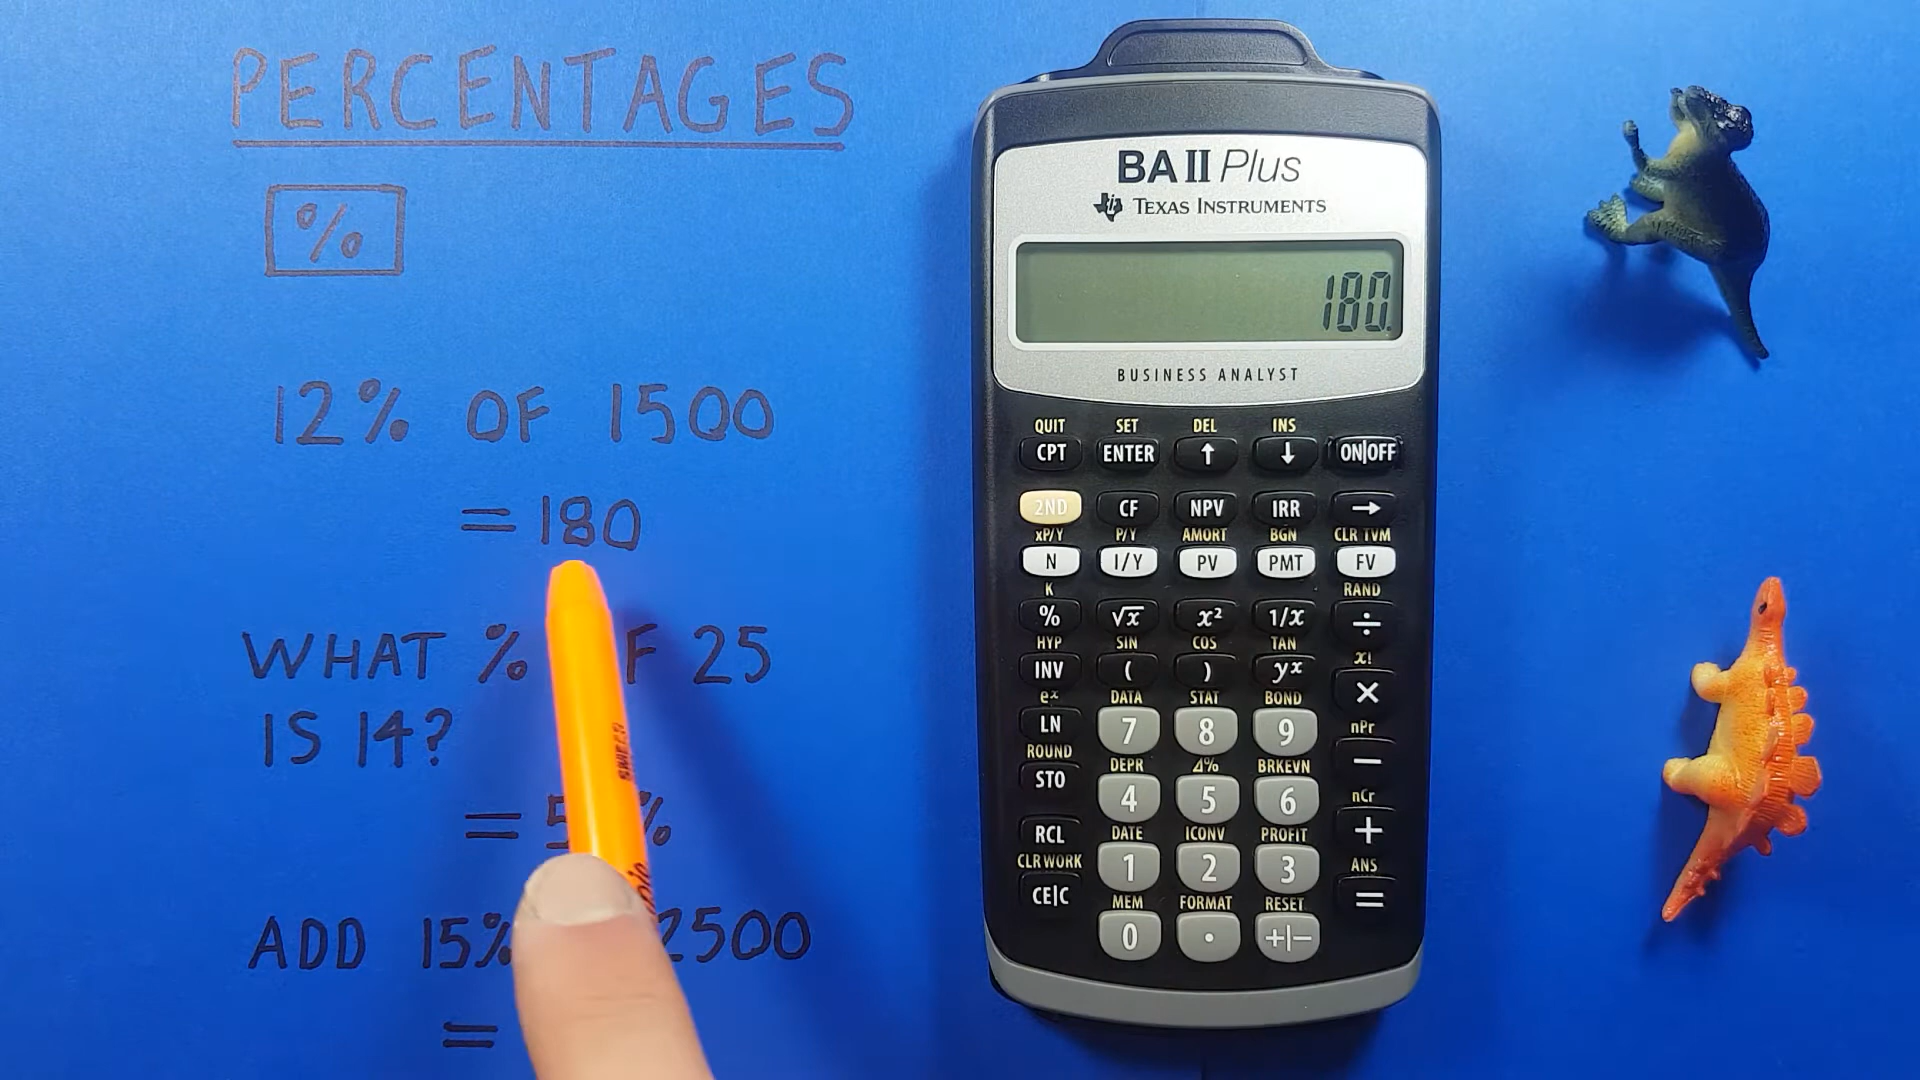 PERCENTAGES
%
12% OF 1500
= 180
WHAT % F 25
IS 14?
= 5 %
ADD 15% 2500
=
BA II Plus
TEXAS INSTRUMENTS
180.
BUSINESS ANALYST
QUIT SET DEL INS
CPT ENTER ↑ ↓ ON|OFF
2ND CF NPV IRR →
xP/Y P/Y AMORT BGN CLR TVM
N I/Y PV PMT FV
K RAND
% √x x² 1/x ÷
HYP SIN COS TAN x!
INV ( ) yˣ ×
eˣ DATA STAT BOND nPr
LN 7 8 9 −
ROUND DEPR Δ% BRKEVN nCr
STO 4 5 6 +
DATE ICONV PROFIT ANS
RCL 1 2 3 =
CLR WORK MEM FORMAT RESET
CE|C 0 . +|−